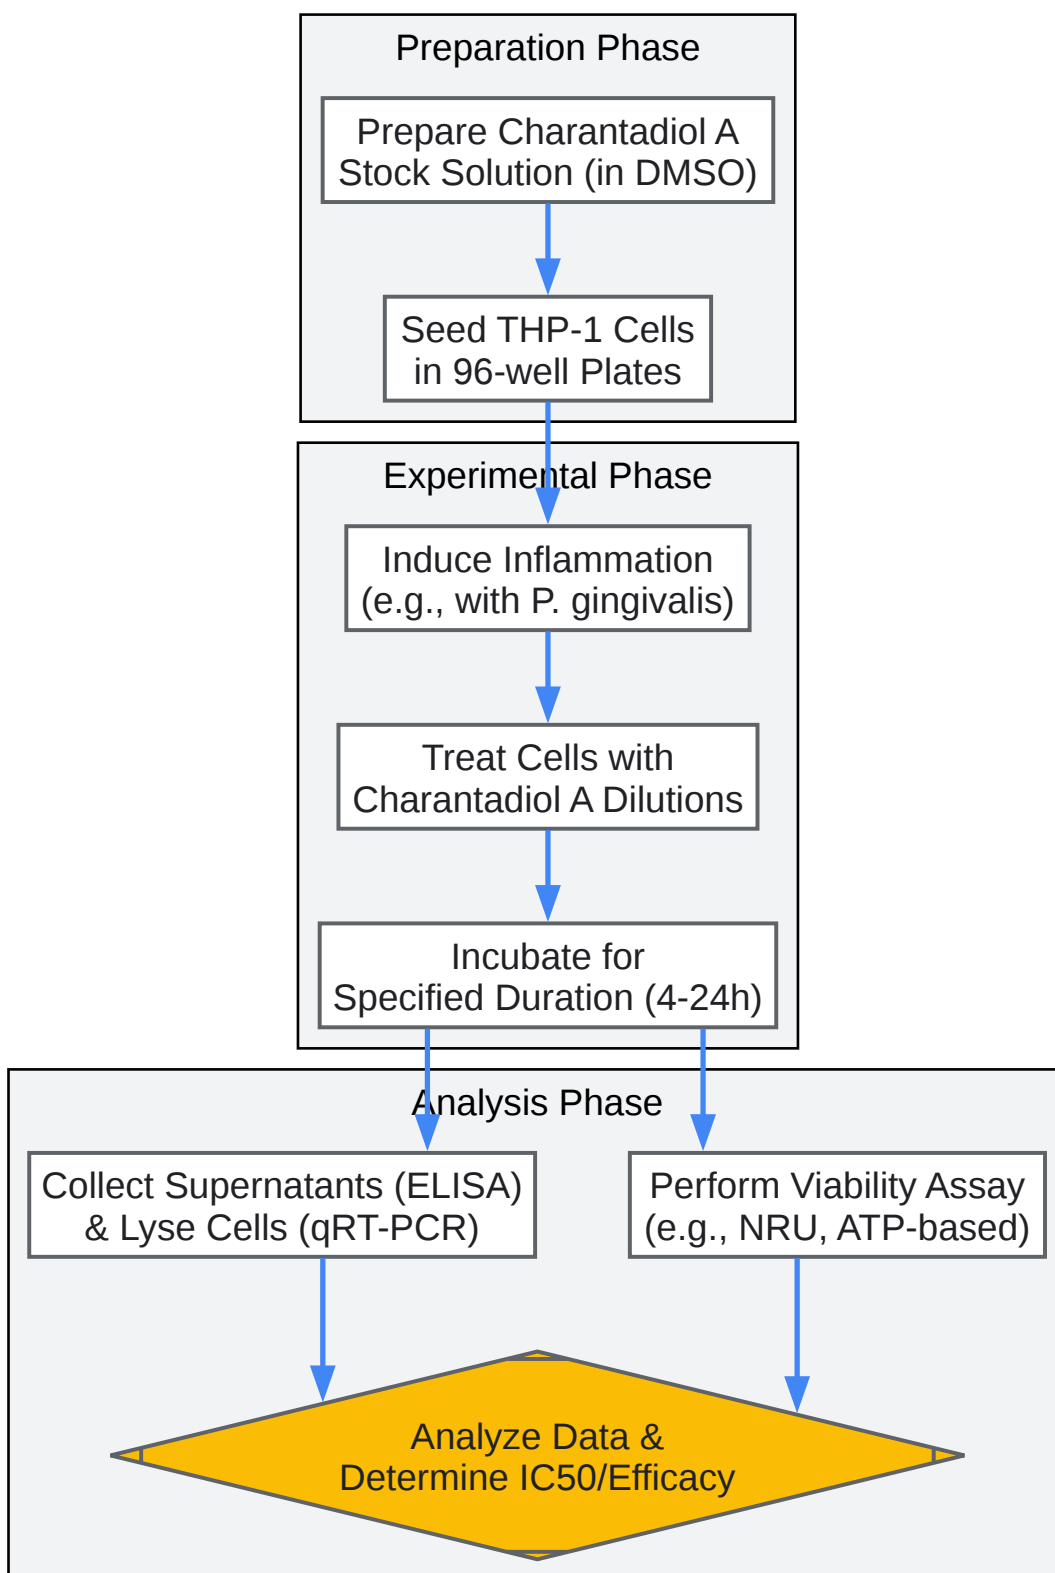 Preparation Phase
Prepare Charantadiol A
Stock Solution (in DMSO)
Seed THP-1 Cells
in 96-well Plates
Experimental Phase
Induce Inflammation
(e.g., with P. gingivalis)
Treat Cells with
Charantadiol A Dilutions
Incubate for
Specified Duration (4-24h)
Analysis Phase
Collect Supernatants (ELISA)
& Lyse Cells (qRT-PCR)
Perform Viability Assay
(e.g., NRU, ATP-based)
Analyze Data &
Determine IC50/Efficacy